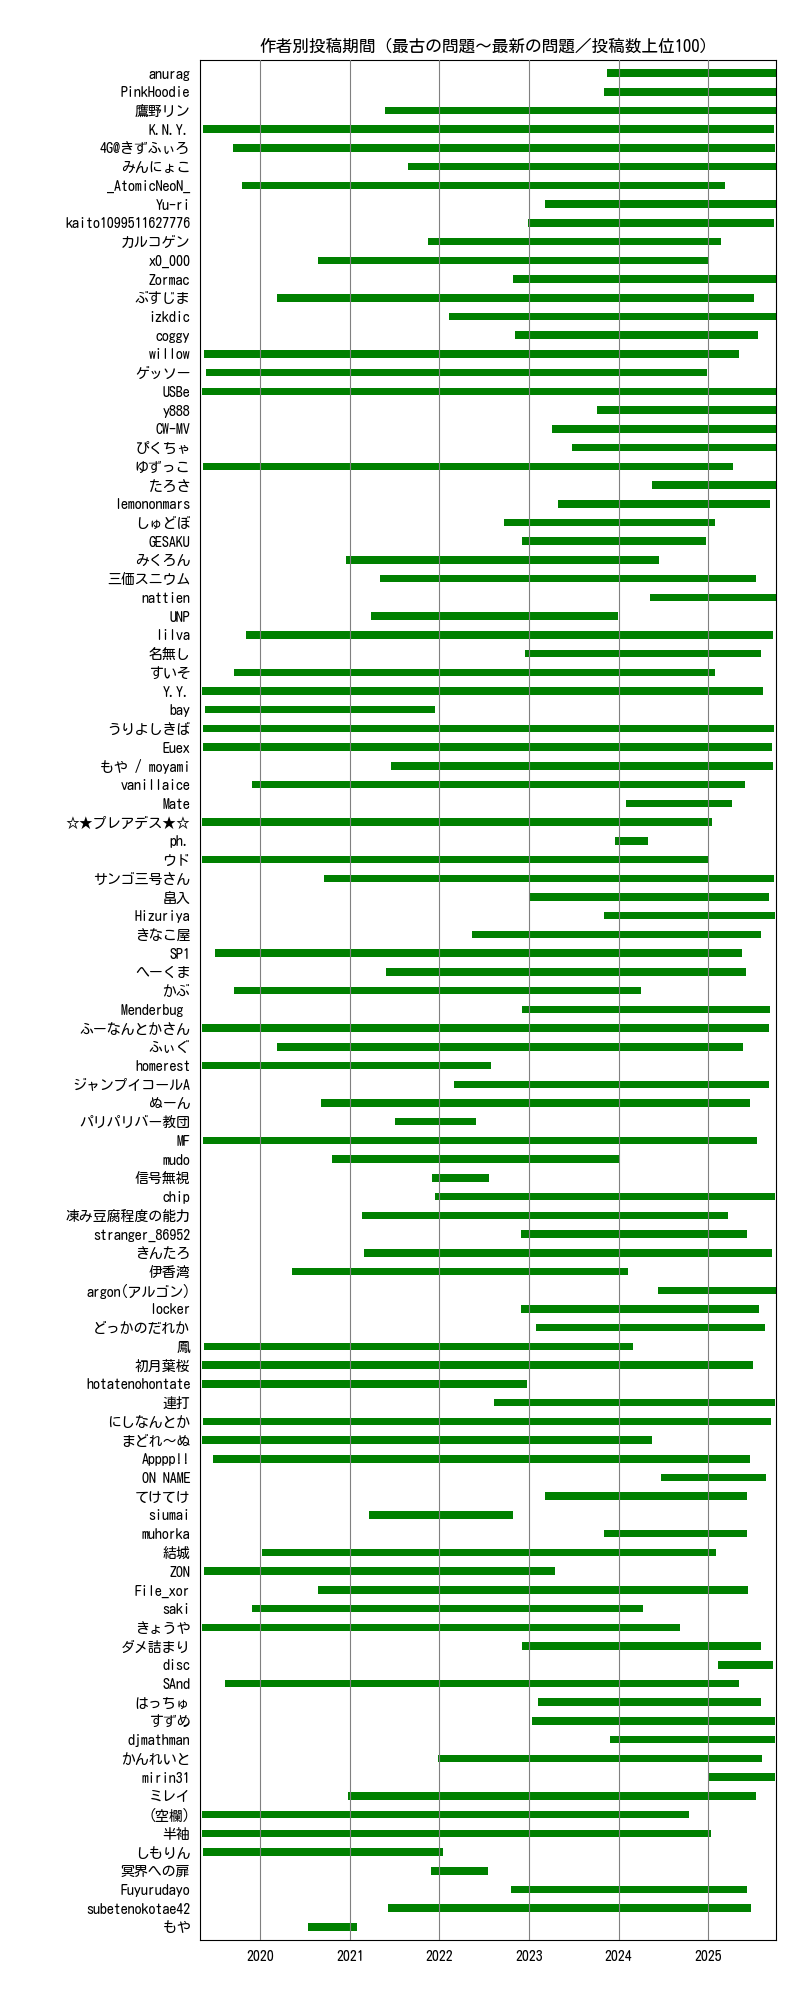 作者別投稿期間（最古の問題～最新の問題／投稿数上位100）
anurag
PinkHoodie
鷹野リン
K.N.Y.
4G@きずふぃろ
みんにょこ
_AtomicNeoN_
Yu-ri
kaito1099511627776
カルコゲン
x0_000
Zormac
ぶすじま
izkdic
coggy
willow
ゲッソー
USBe
y888
CW-MV
ぴくちゃ
ゆずっこ
たろさ
lemononmars
しゅどぼ
GESAKU
みくろん
三価スニウム
nattien
UNP
lilva
名無し
すいそ
Y.Y.
bay
うりよしきば
Euex
もや / moyami
vanillaice
Mate
☆★プレアデス★☆
ph.
ウド
サンゴ三号さん
畠入
Hizuriya
きなこ屋
SP1
へーくま
かぶ
Menderbug
ふーなんとかさん
ふぃぐ
homerest
ジャンプイコールA
ぬーん
パリパリバー教団
MF
mudo
信号無視
chip
凍み豆腐程度の能力
stranger_86952
きんたろ
伊香湾
argon(アルゴン)
locker
どっかのだれか
鳳
初月葉桜
hotatenohontate
連打
にしなんとか
まどれ～ぬ
Appppll
ON NAME
てけてけ
siumai
muhorka
結城
ZON
File_xor
saki
きょうや
ダメ詰まり
disc
SAnd
はっちゅ
すずめ
djmathman
かんれいと
mirin31
ミレイ
(空欄)
半袖
しもりん
冥界への扉
Fuyurudayo
subetenokotae42
もや
2020 2021 2022 2023 2024 2025